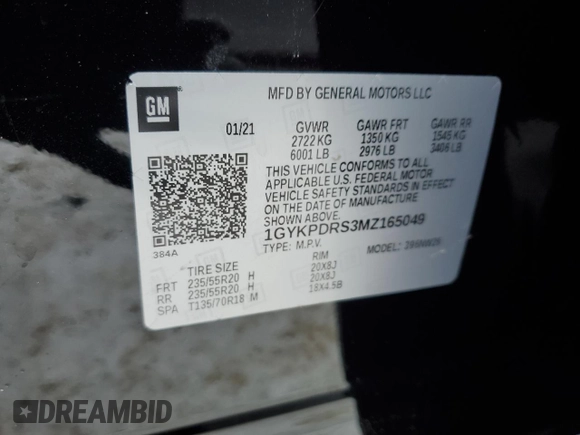 GM
MFD BY GENERAL MOTORS LLC
01/21 GVWR GAWR FRT GAWR RR
2722 KG 1350 KG 1545 KG
6001 LB 2976 LB 3406 LB
THIS VEHICLE CONFORMS TO ALL
APPLICABLE U.S. FEDERAL MOTOR
VEHICLE SAFETY STANDARDS IN EFFECT
ON THE DATE OF MANUFACTURE
SHOWN ABOVE.
384A
1GYKPDRS3MZ165049
TYPE: M.P.V. MODEL:
TIRE SIZE RIM
FRT 235/55R20 H 20X8J
RR 235/55R20 H 20X8J
SPA T135/70R18 M 18X4.5B
DREAMBID